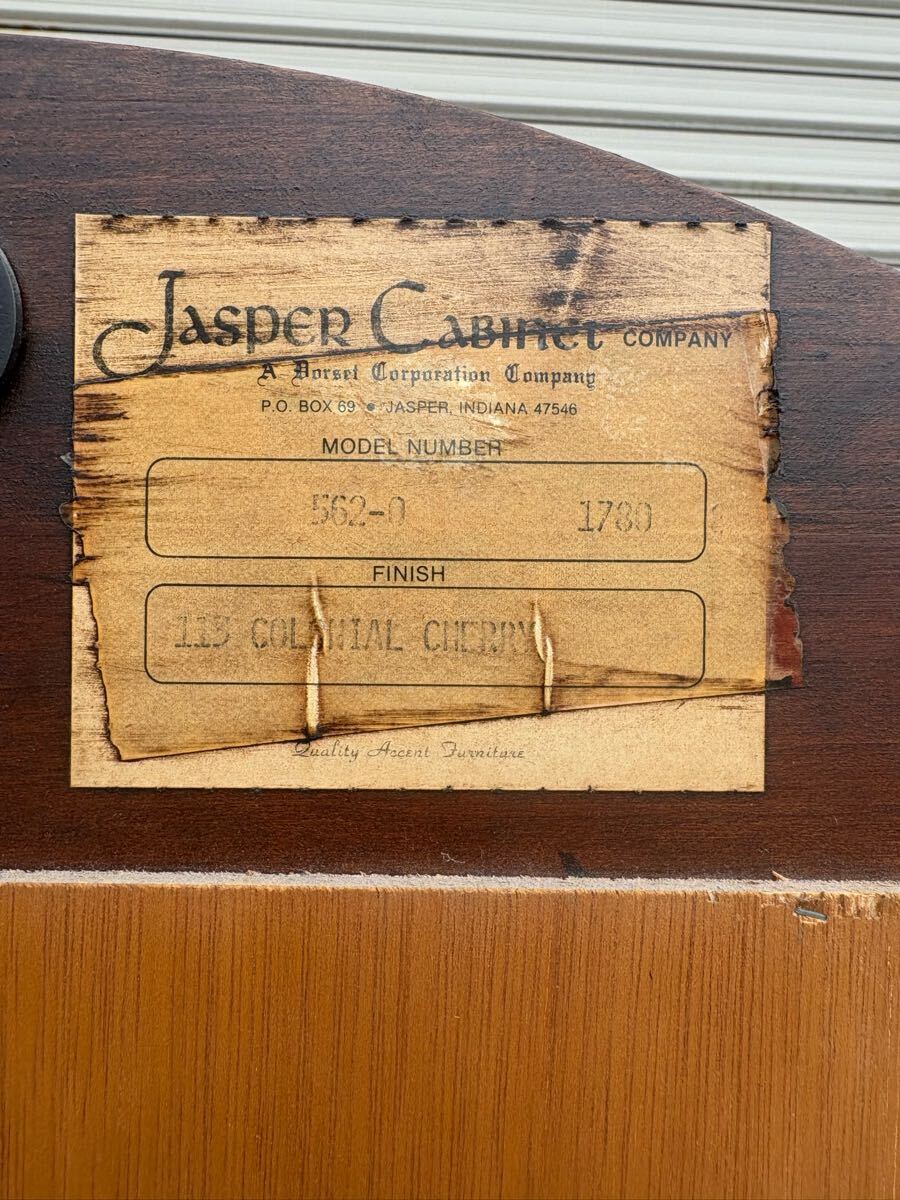 Jasper Cabinet COMPANY
A Dorset Corporation Company
P.O. BOX 69 • JASPER, INDIANA 47546
MODEL NUMBER
562-0 1780
FINISH
113 COLONIAL CHERRY
Quality Accent Furniture